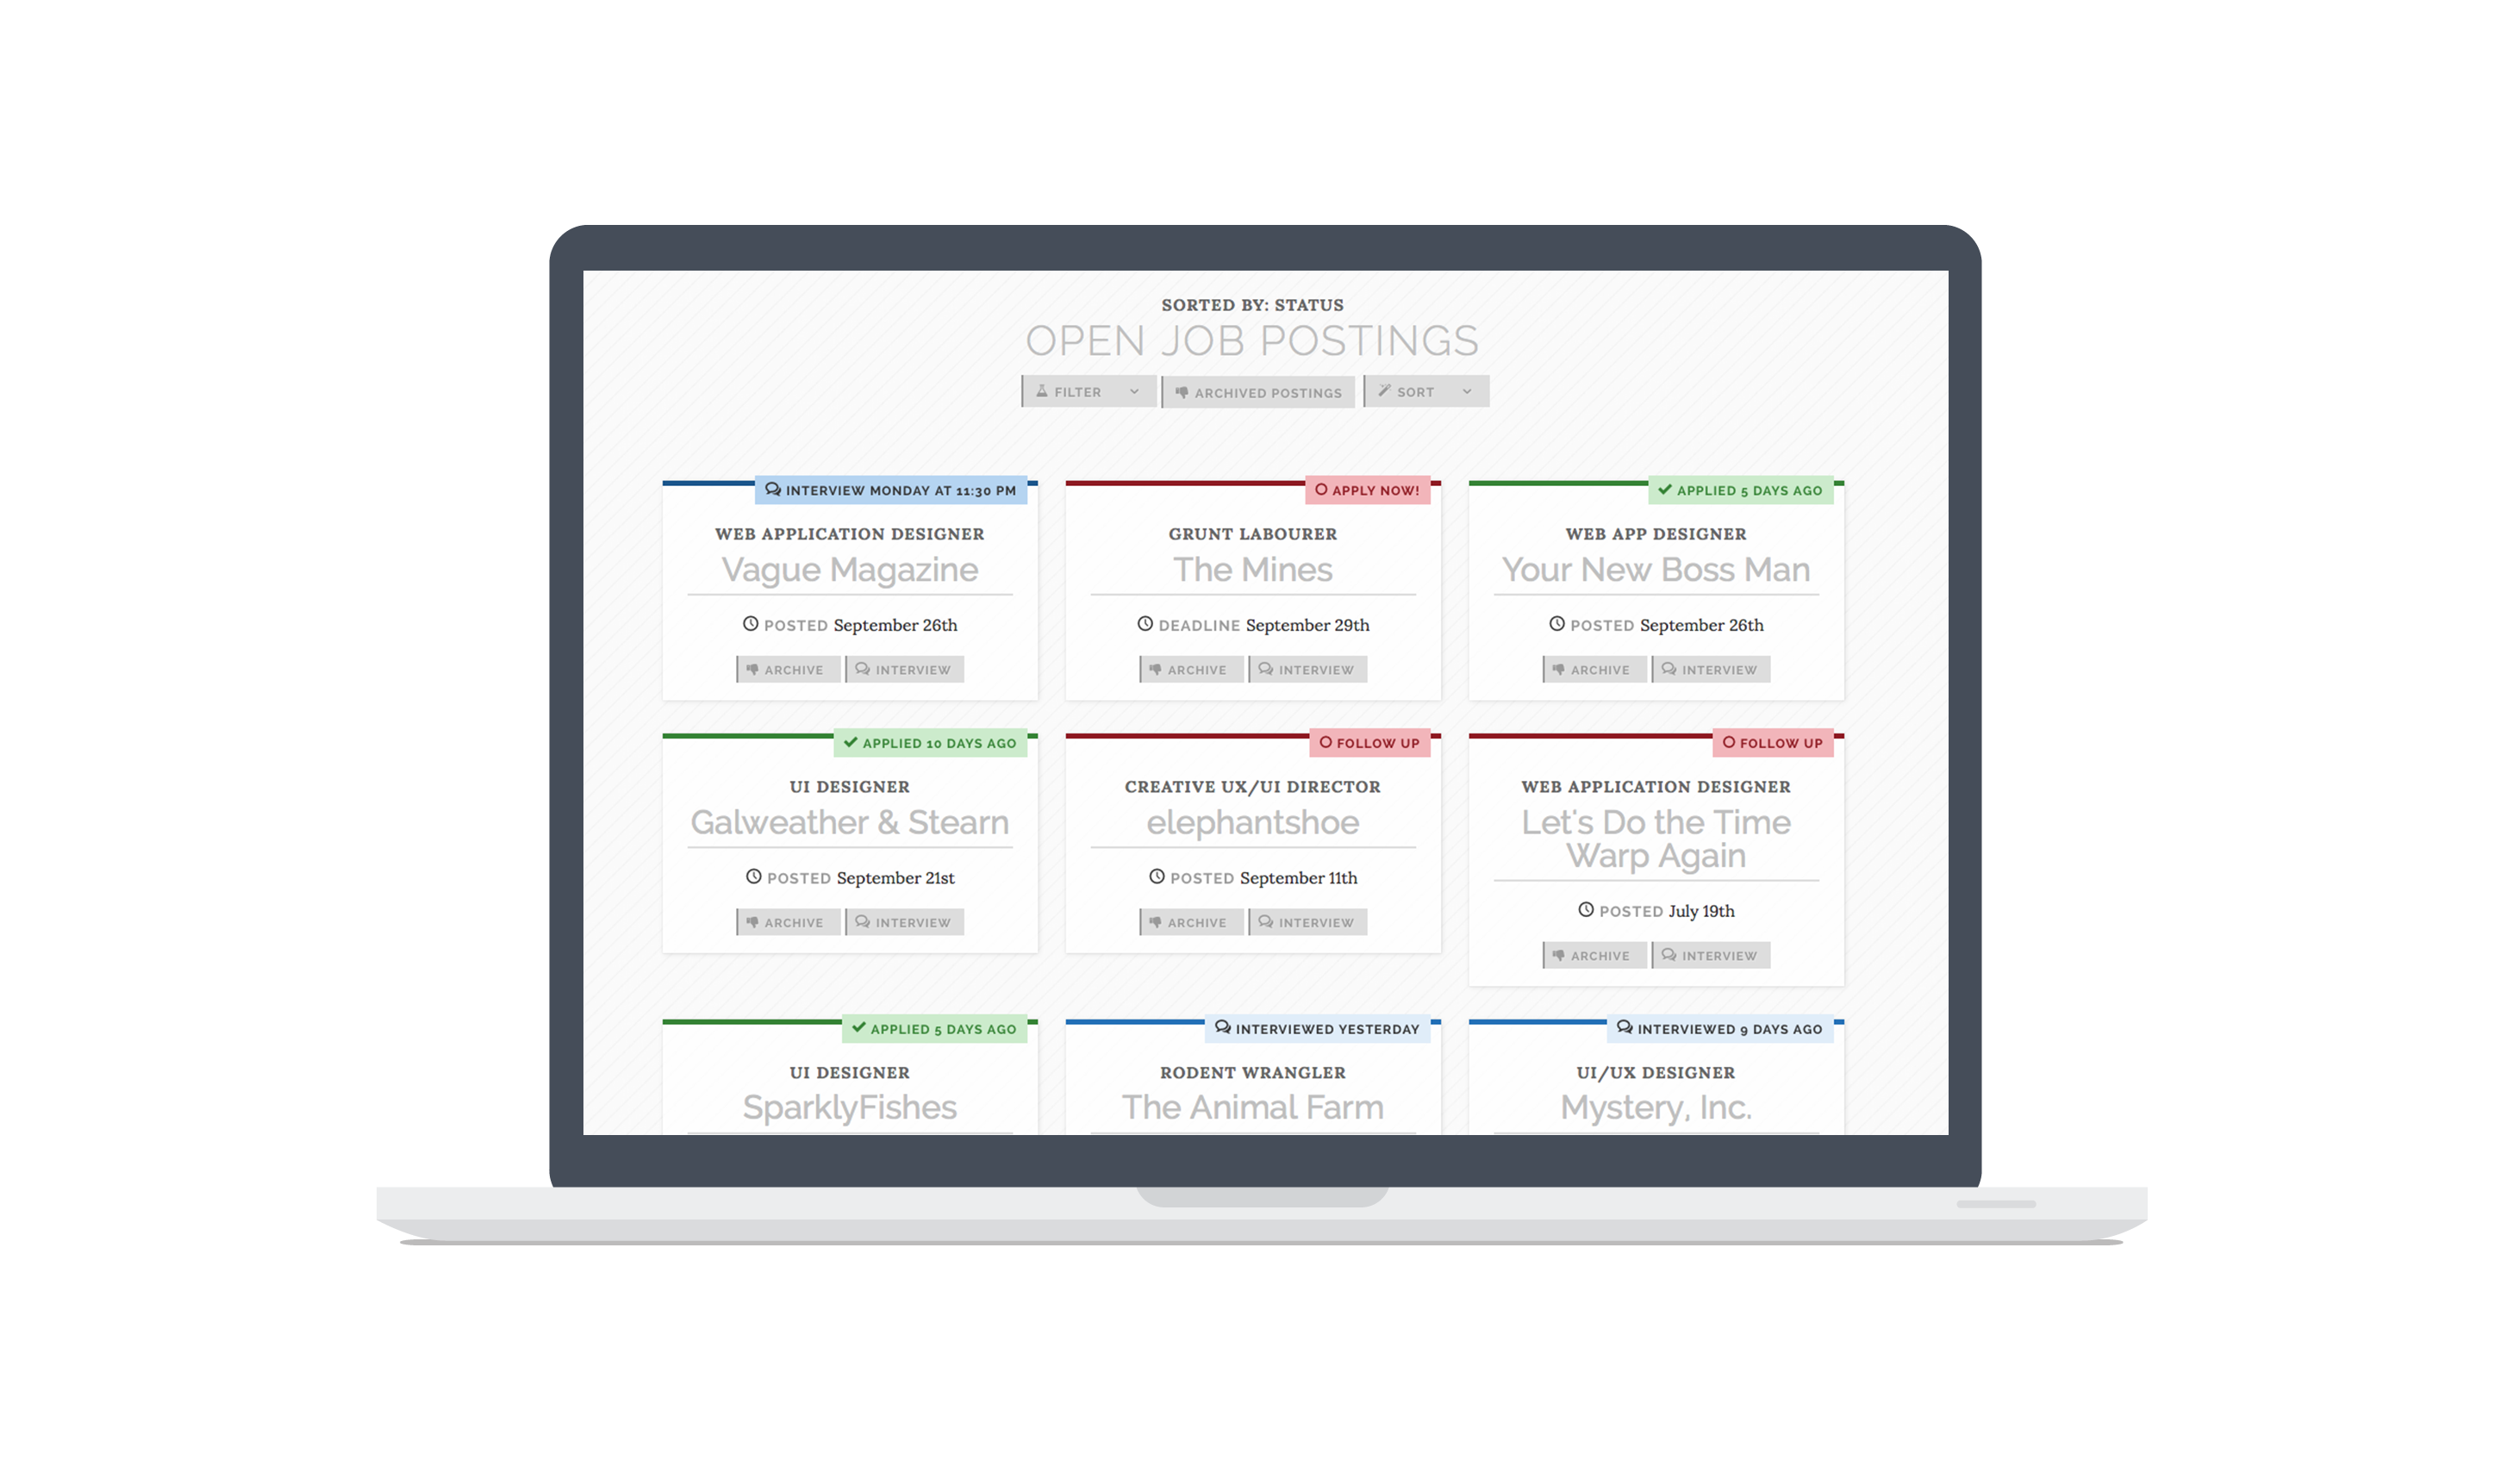 SORTED BY: STATUS
OPEN JOB POSTINGS
FILTER
ARCHIVED POSTINGS
SORT
INTERVIEW MONDAY AT 11:30 PM
WEB APPLICATION DESIGNER
Vague Magazine
POSTED September 26th
ARCHIVE
INTERVIEW
APPLY NOW!
GRUNT LABOURER
The Mines
DEADLINE September 29th
ARCHIVE
INTERVIEW
APPLIED 5 DAYS AGO
WEB APP DESIGNER
Your New Boss Man
POSTED September 26th
ARCHIVE
INTERVIEW
APPLIED 10 DAYS AGO
UI DESIGNER
Galweather & Stearn
POSTED September 21st
ARCHIVE
INTERVIEW
FOLLOW UP
CREATIVE UX/UI DIRECTOR
elephantshoe
POSTED September 11th
ARCHIVE
INTERVIEW
FOLLOW UP
WEB APPLICATION DESIGNER
Let's Do the Time
Warp Again
POSTED July 19th
ARCHIVE
INTERVIEW
APPLIED 5 DAYS AGO
UI DESIGNER
SparklyFishes
INTERVIEWED YESTERDAY
RODENT WRANGLER
The Animal Farm
INTERVIEWED 9 DAYS AGO
UI/UX DESIGNER
Mystery, Inc.